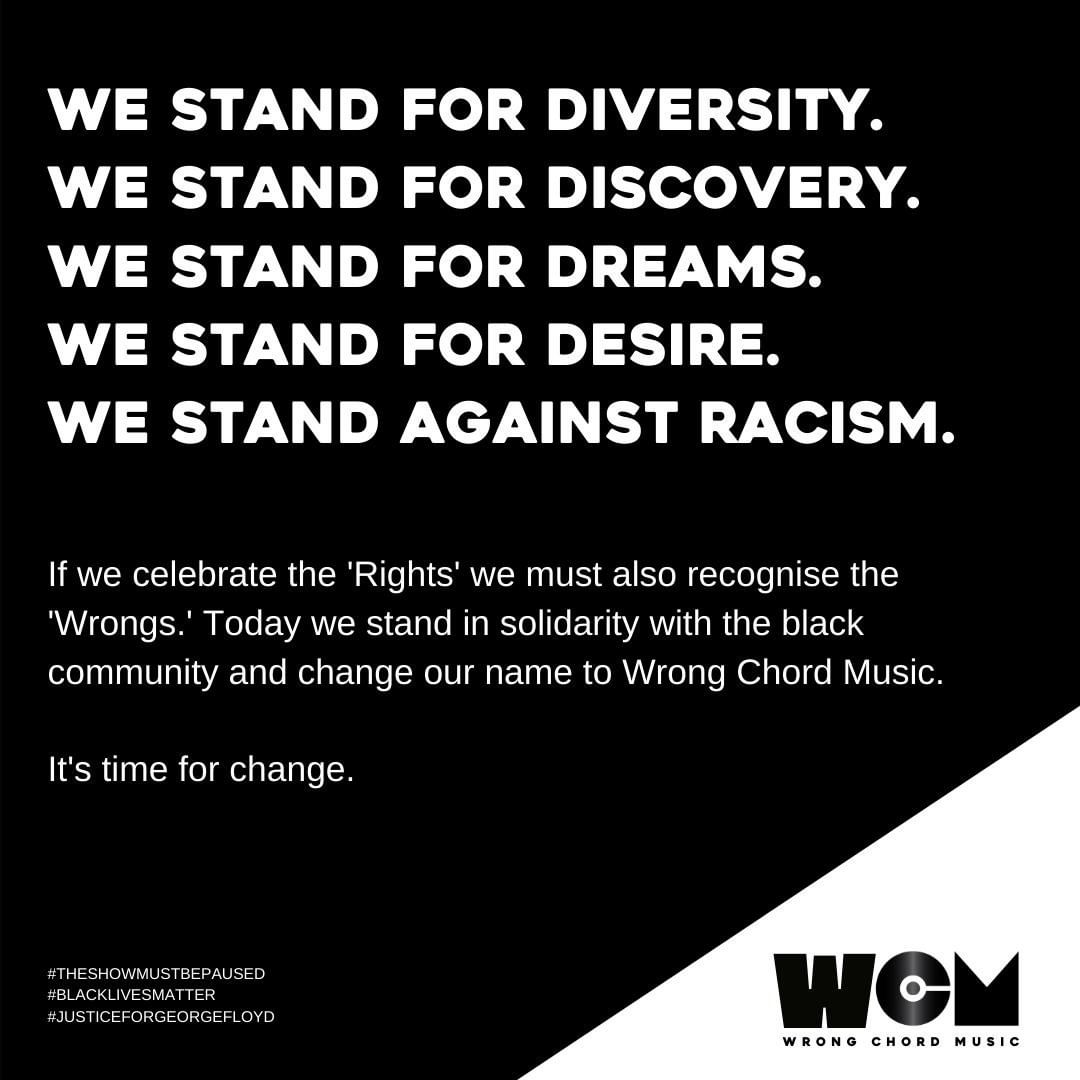 WE STAND FOR DIVERSITY.
WE STAND FOR DISCOVERY.
WE STAND FOR DREAMS.
WE STAND FOR DESIRE.
WE STAND AGAINST RACISM.
If we celebrate the 'Rights' we must also recognise the
'Wrongs.' Today we stand in solidarity with the black
community and change our name to Wrong Chord Music.
It's time for change.
#THESHOWMUSTBEPAUSED
#BLACKLIVESMATTER
#JUSTICEFORGEORGEFLOYD
WCM
WRONG CHORD MUSIC